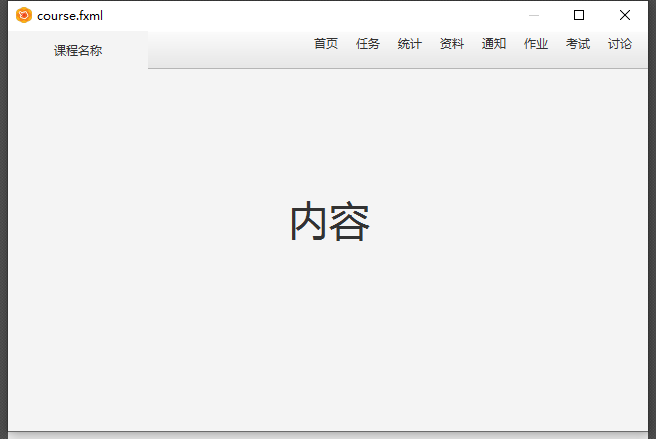 course.fxml
课程名称
首页 任务 统计 资料 通知 作业 考试 讨论
内容